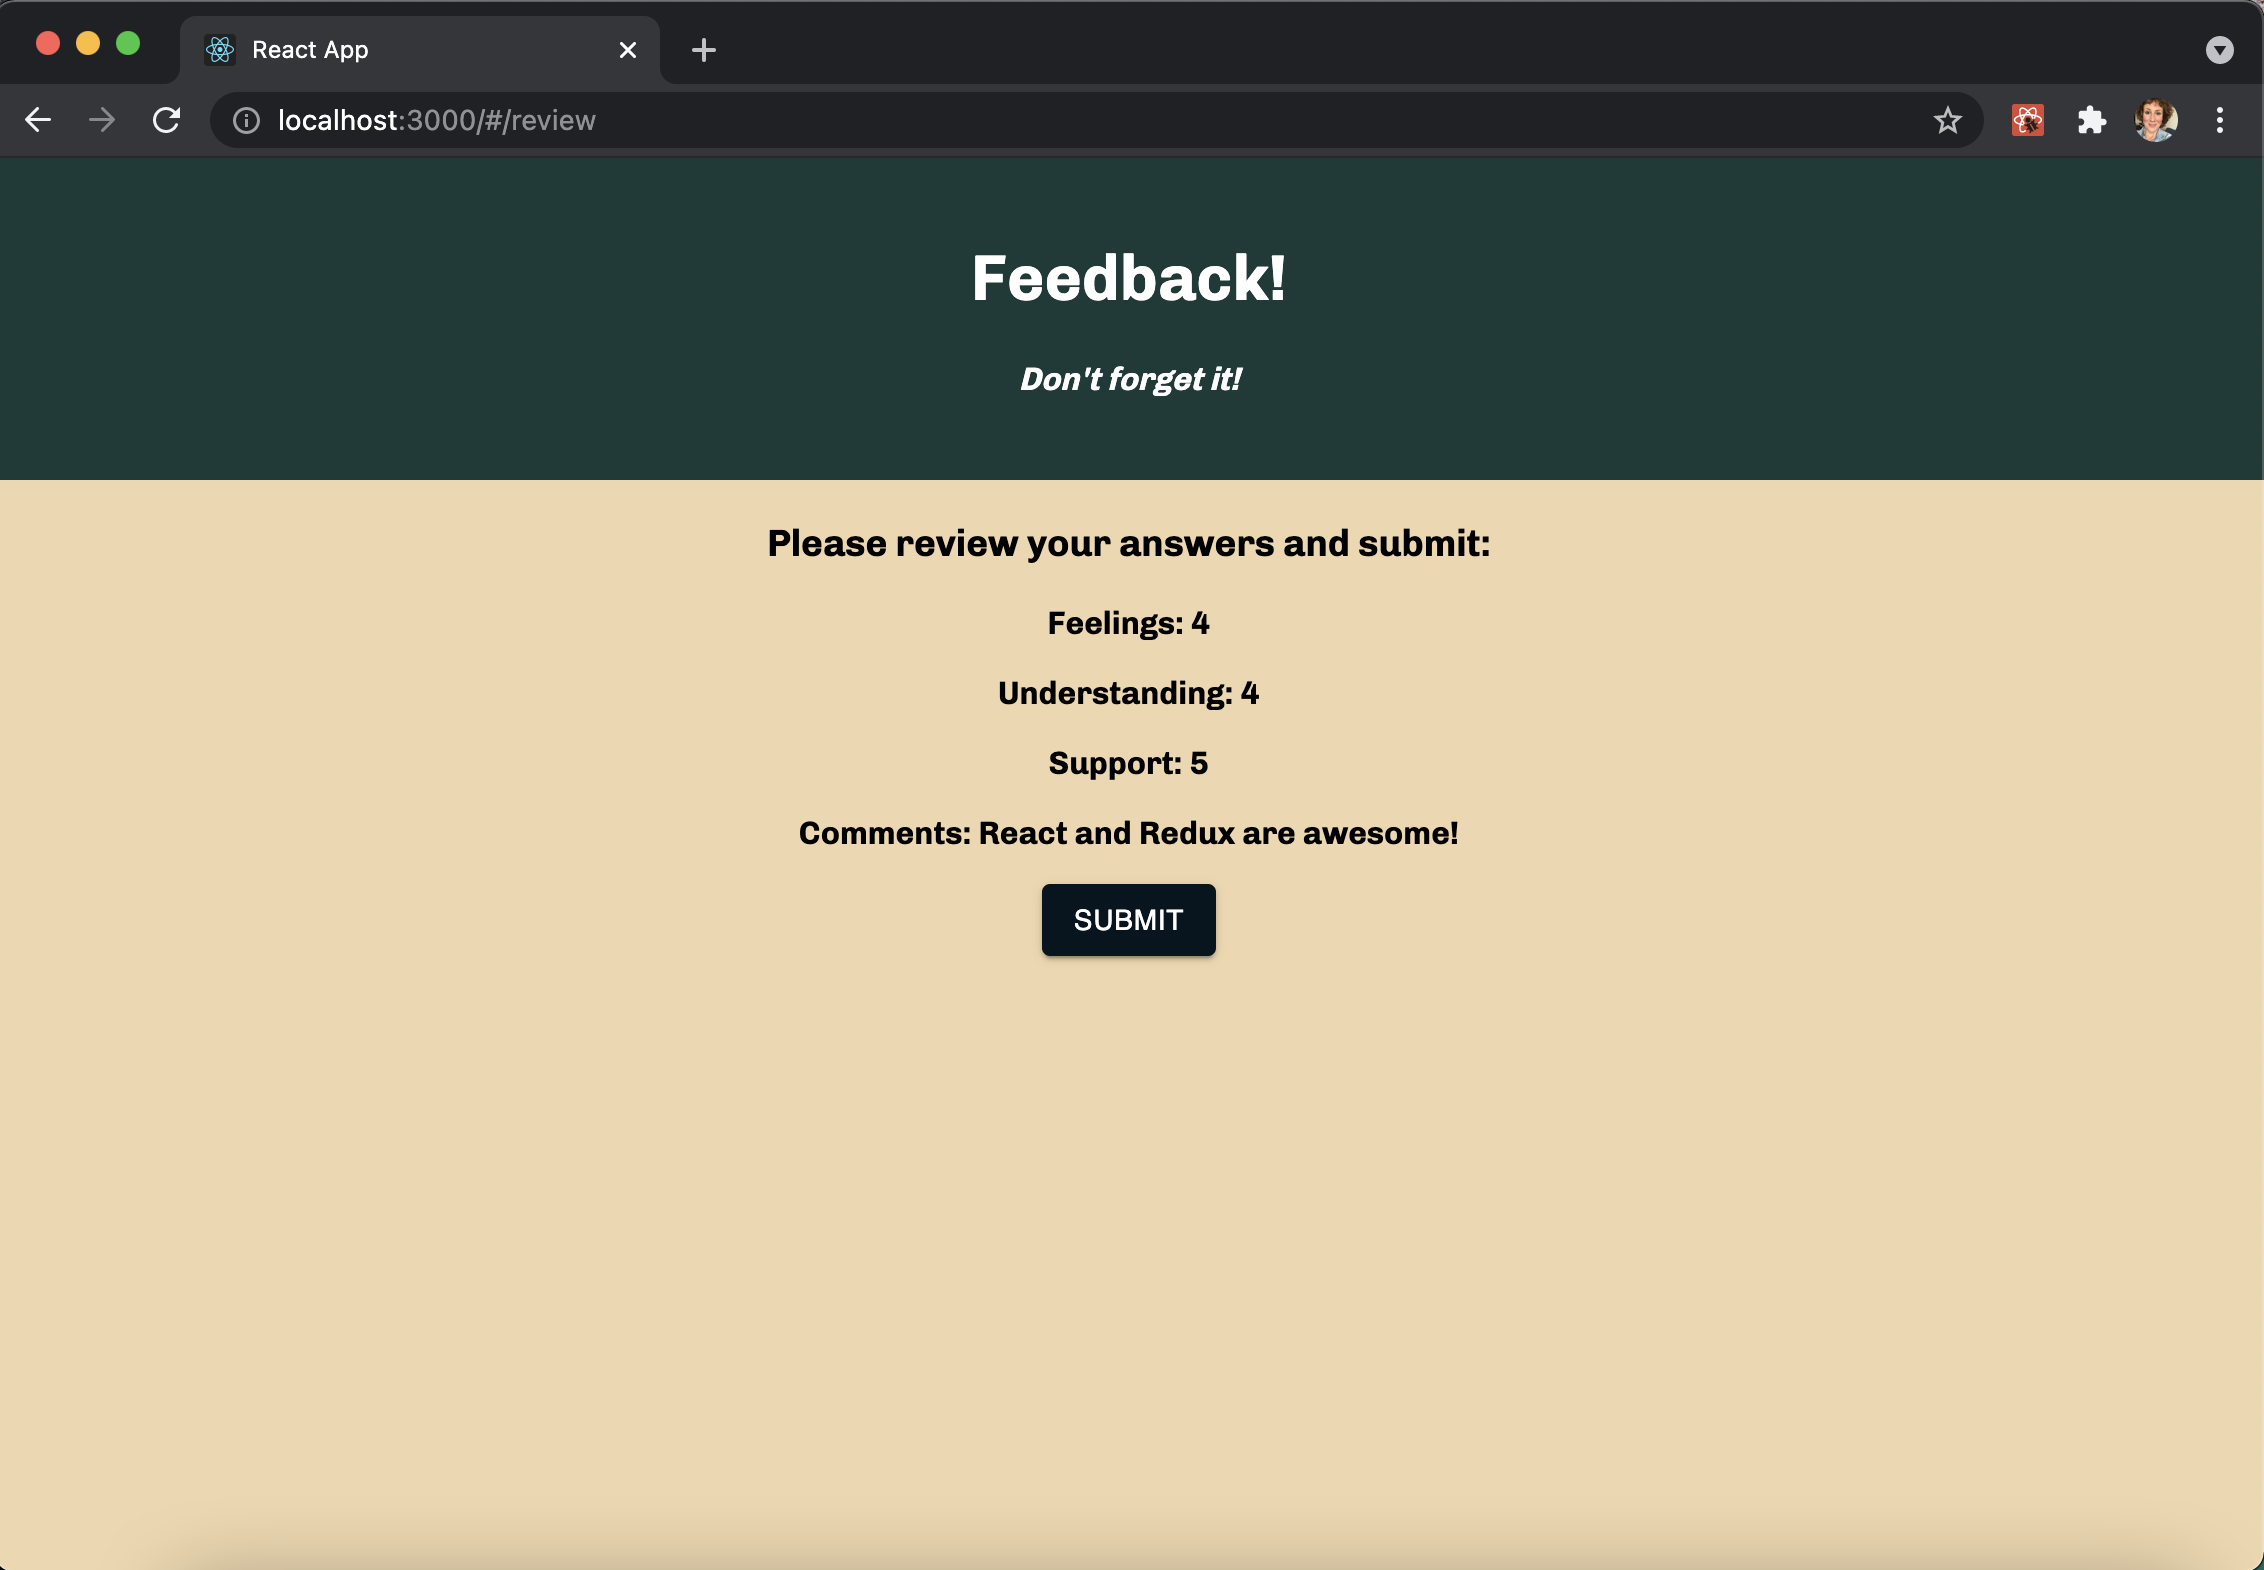 React App
localhost:3000/#/review
Feedback!
Don't forget it!
Please review your answers and submit:
Feelings: 4
Understanding: 4
Support: 5
Comments: React and Redux are awesome!
SUBMIT